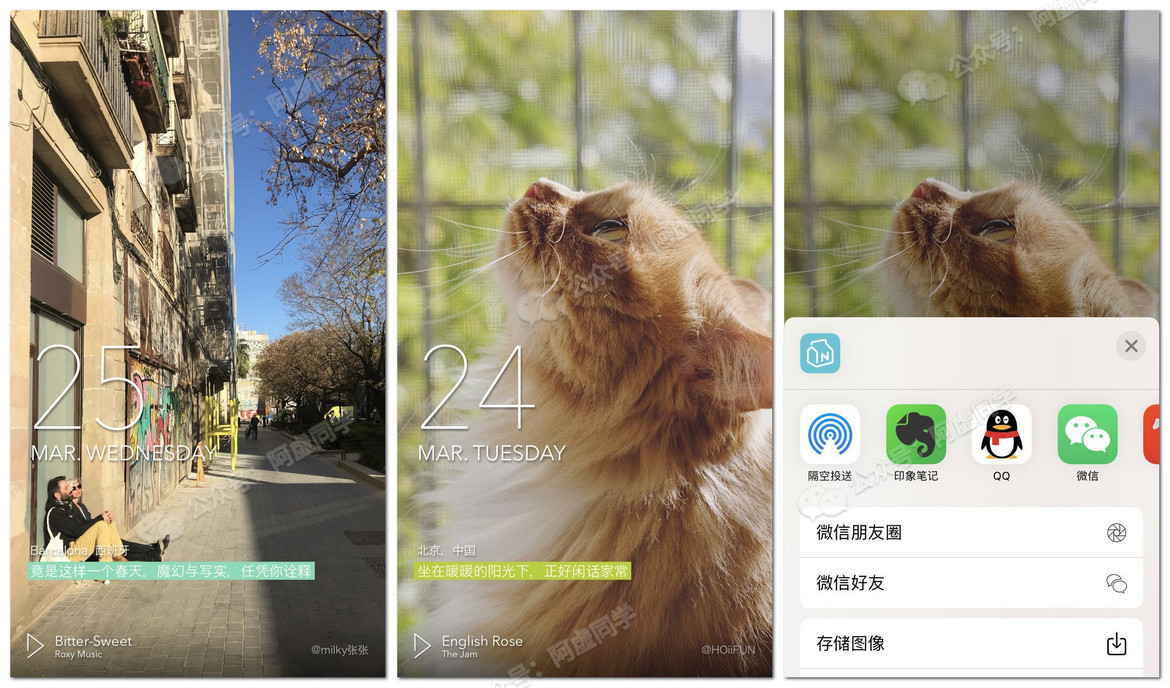 25
MAR. WEDNESDAY
Barcelona, 西班牙
竟是这样一个春天，魔幻与写实，任凭你诠释
Bitter-Sweet
Roxy Music
@milky张张
24
MAR. TUESDAY
北京，中国
坐在暖暖的阳光下，正好闲话家常
English Rose
The Jam
@HOiiFUN
公众号：阿虚同学
IN
隔空投送
印象笔记
QQ
微信
微信朋友圈
微信好友
存储图像